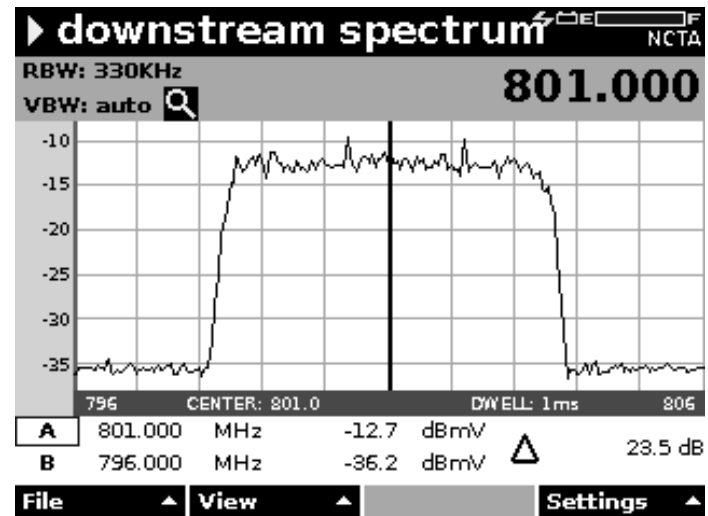 downstream spectrum
E F
NCTA
RBW: 330KHz
801.000
VBW: auto
-10
-15
-20
-25
-30
-35
796 CENTER: 801.0 DWELL: 1ms 806
A 801.000 MHz -12.7 dBmV
Δ 23.5 dB
B 796.000 MHz -36.2 dBmV
File View Settings